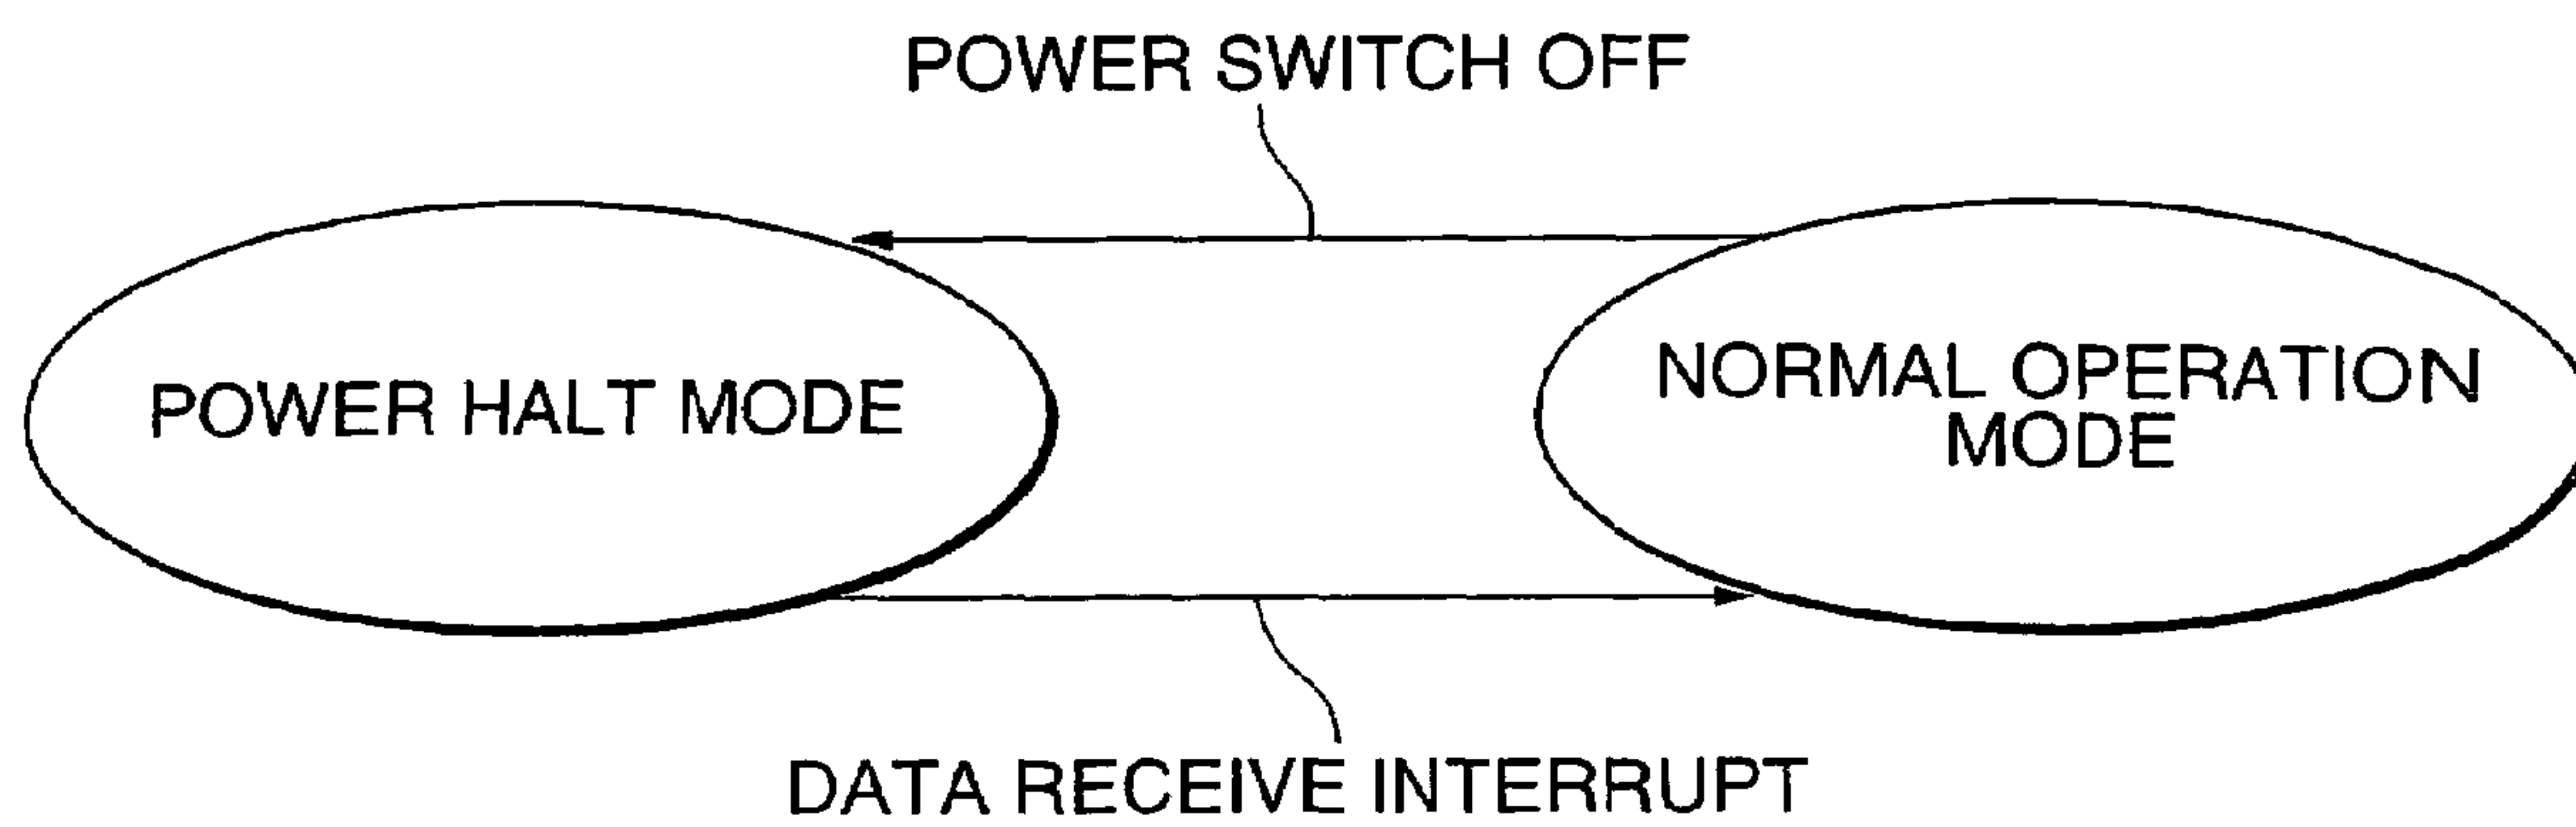 POWER SWITCH OFF
POWER HALT MODE
NORMAL OPERATION
MODE
DATA RECEIVE INTERRUPT